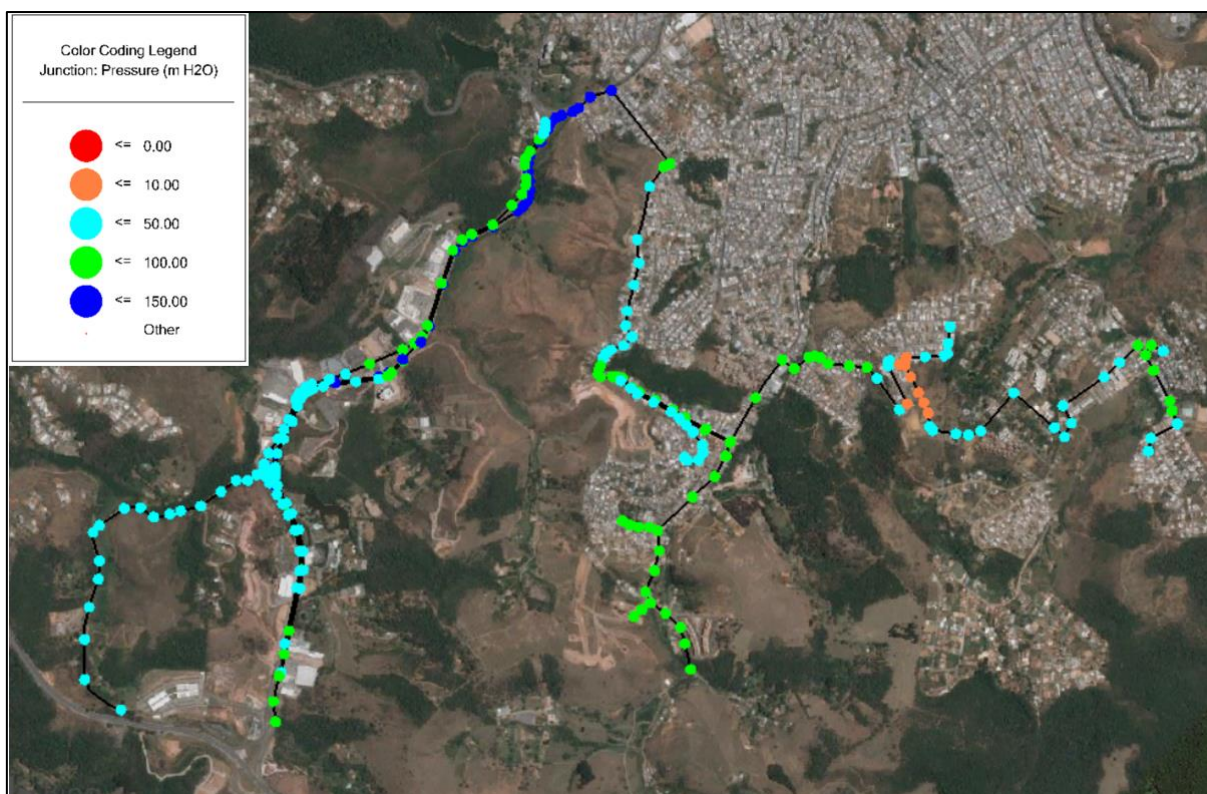 Color Coding Legend
Junction: Pressure (m H2O)
<= 0.00
<= 10.00
<= 50.00
<= 100.00
<= 150.00
Other